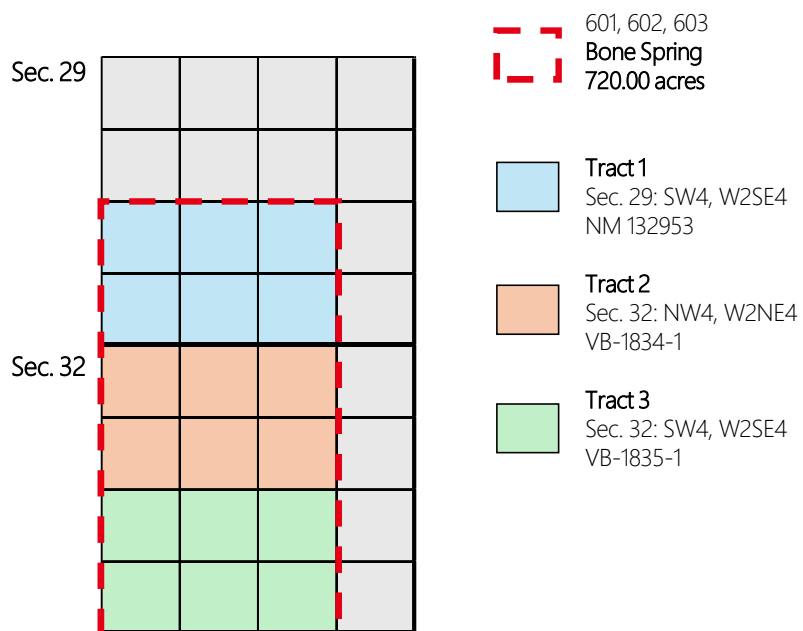 Sec. 29
Sec. 32
601, 602, 603
Bone Spring
720.00 acres
Tract 1
Sec. 29: SW4, W2SE4
NM 132953
Tract 2
Sec. 32: NW4, W2NE4
VB-1834-1
Tract 3
Sec. 32: SW4, W2SE4
VB-1835-1